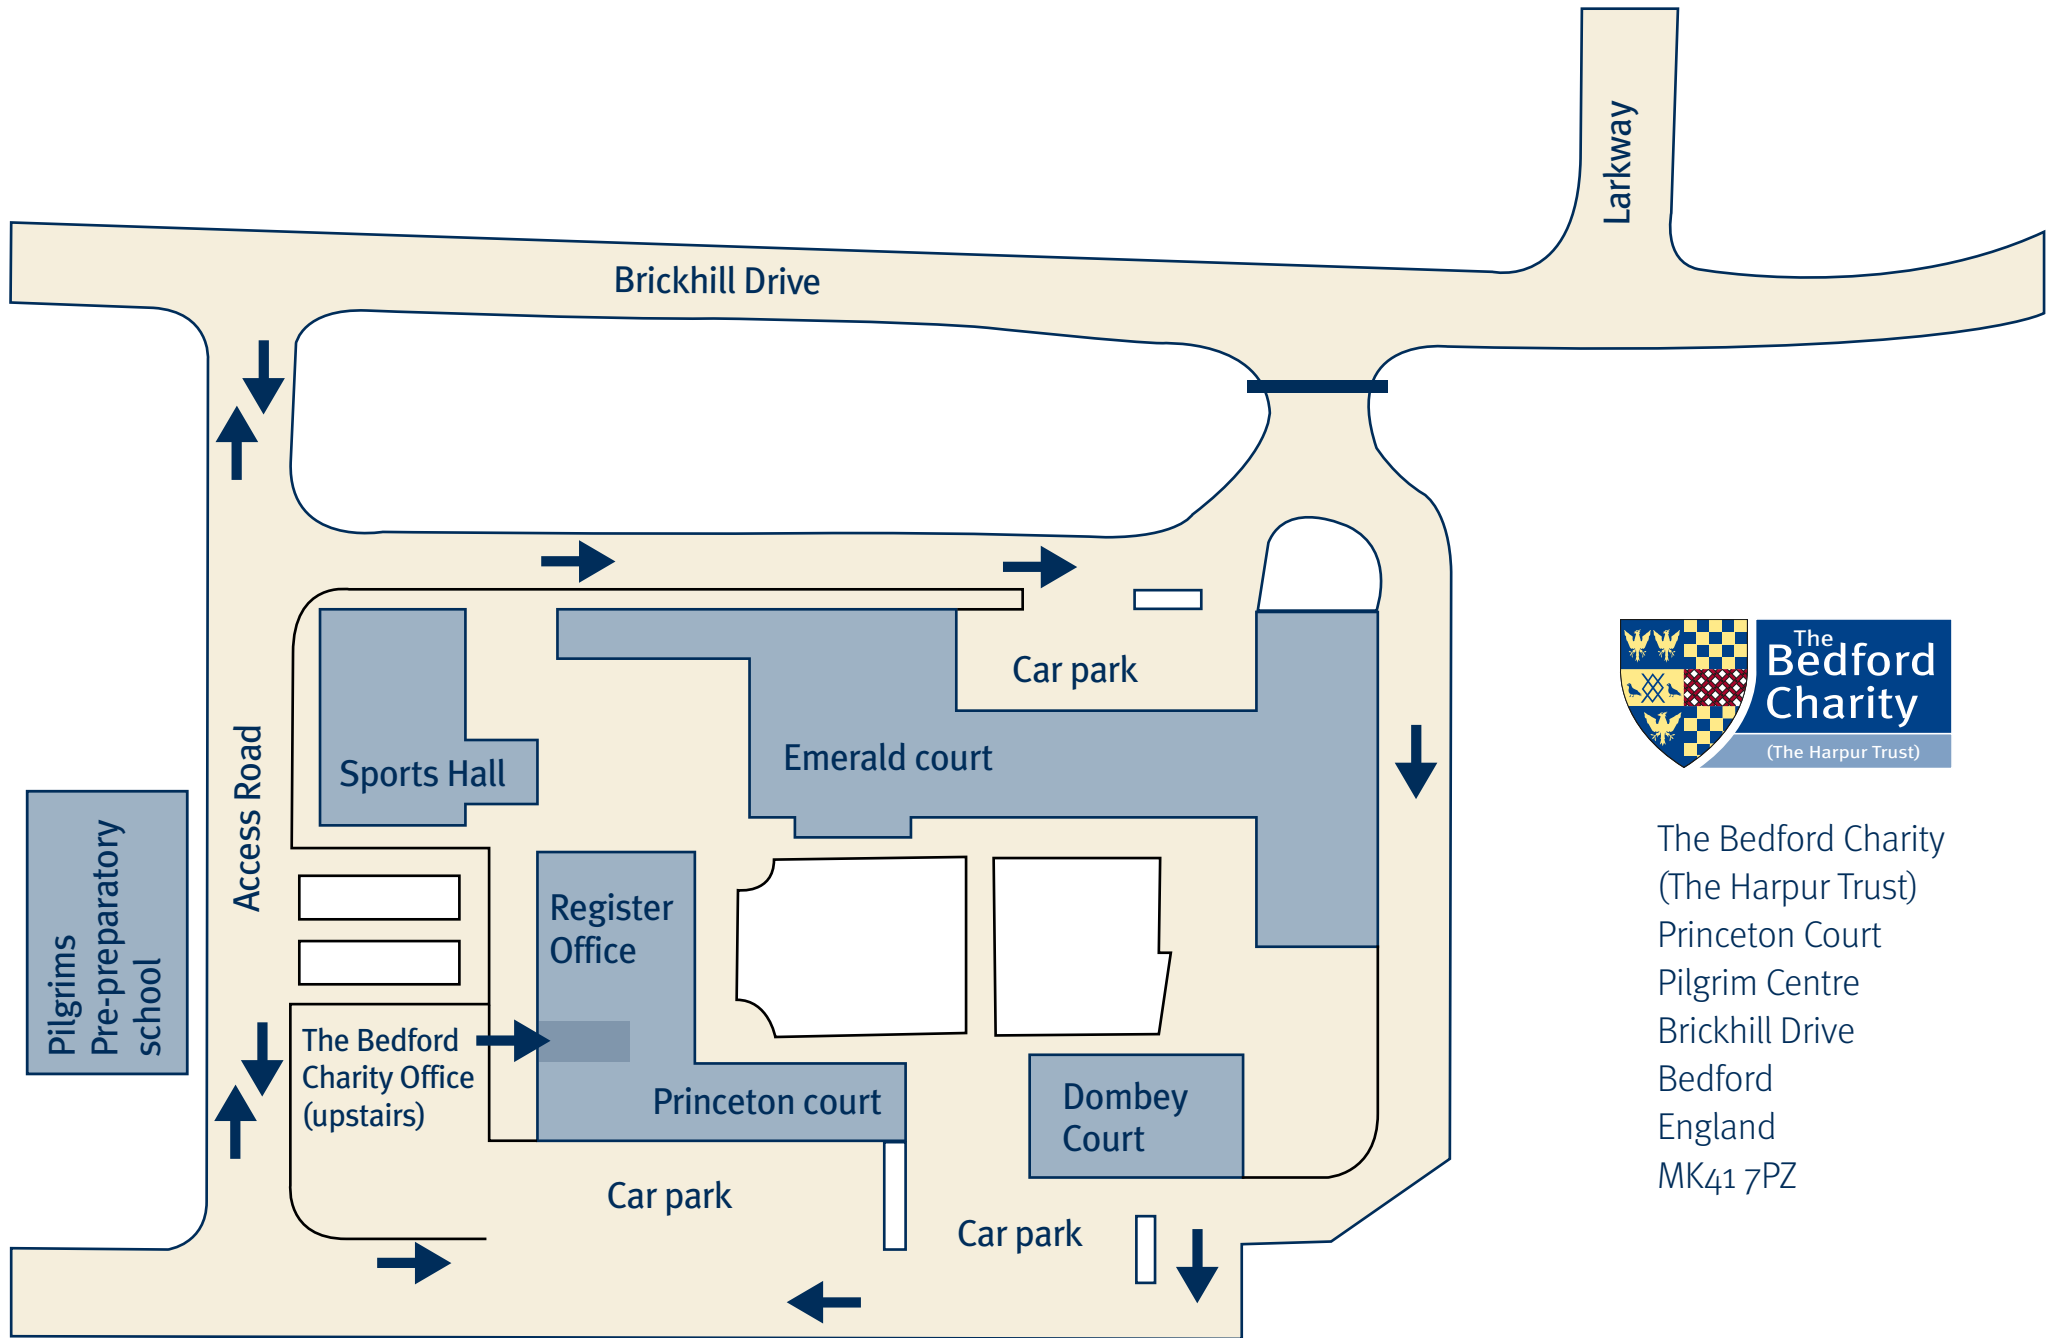 Larkway
Brickhill Drive
Car park
Emerald court
Sports Hall
Access Road
Pilgrims
Pre-preparatory
school
Register
Office
The Bedford
Charity Office
(upstairs)
Princeton court
Dombey
Court
Car park
Car park
The
Bedford
Charity
(The Harpur Trust)
The Bedford Charity
(The Harpur Trust)
Princeton Court
Pilgrim Centre
Brickhill Drive
Bedford
England
MK41 7PZ